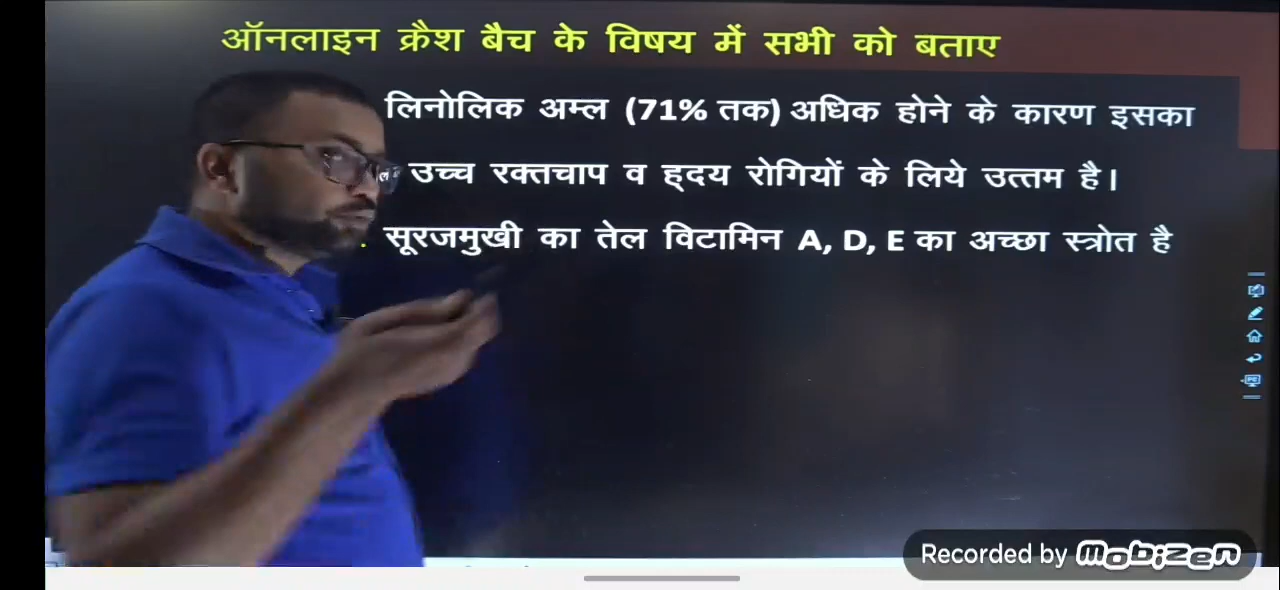 ऑनलाइन क्रैश बैच के विषय में सभी को बताए
लिनोलिक अम्ल (71% तक) अधिक होने के कारण इसका
उच्च रक्तचाप व ह्दय रोगियों के लिये उत्तम है।
सूरजमुखी का तेल विटामिन A, D, E का अच्छा स्त्रोत है
Recorded by Mobizen